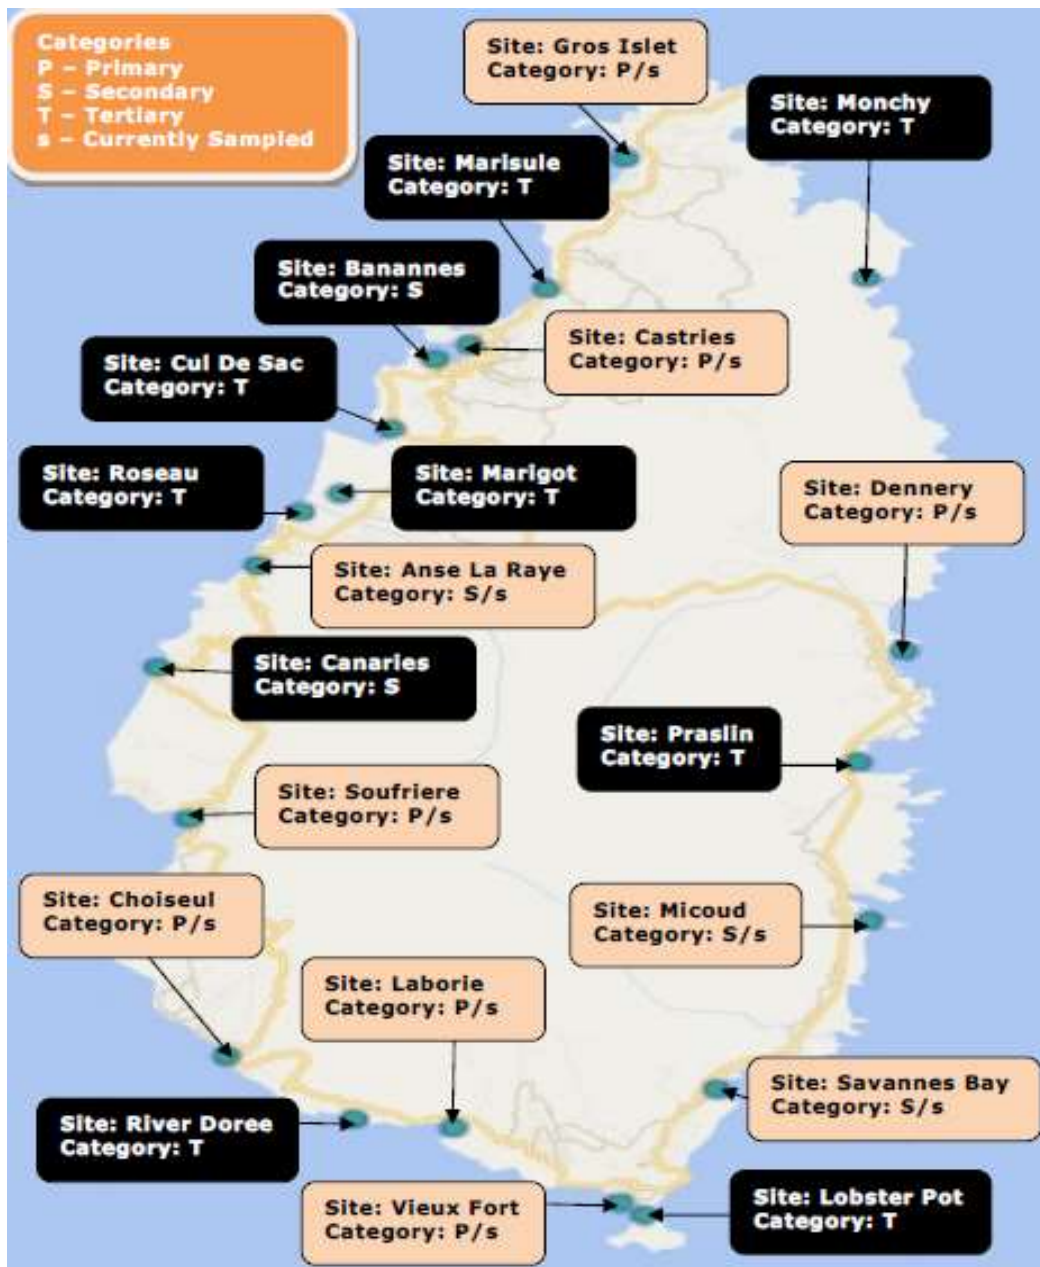 Categories
P – Primary
S – Secondary
T – Tertiary
s – Currently Sampled
Site: Gros Islet
Category: P/s
Site: Monchy
Category: T
Site: Marisule
Category: T
Site: Banannes
Category: S
Site: Castries
Category: P/s
Site: Cul De Sac
Category: T
Site: Roseau
Category: T
Site: Marigot
Category: T
Site: Dennery
Category: P/s
Site: Anse La Raye
Category: S/s
Site: Canaries
Category: S
Site: Praslin
Category: T
Site: Soufriere
Category: P/s
Site: Choiseul
Category: P/s
Site: Micoud
Category: S/s
Site: Laborie
Category: P/s
Site: Savannes Bay
Category: S/s
Site: River Doree
Category: T
Site: Vieux Fort
Category: P/s
Site: Lobster Pot
Category: T